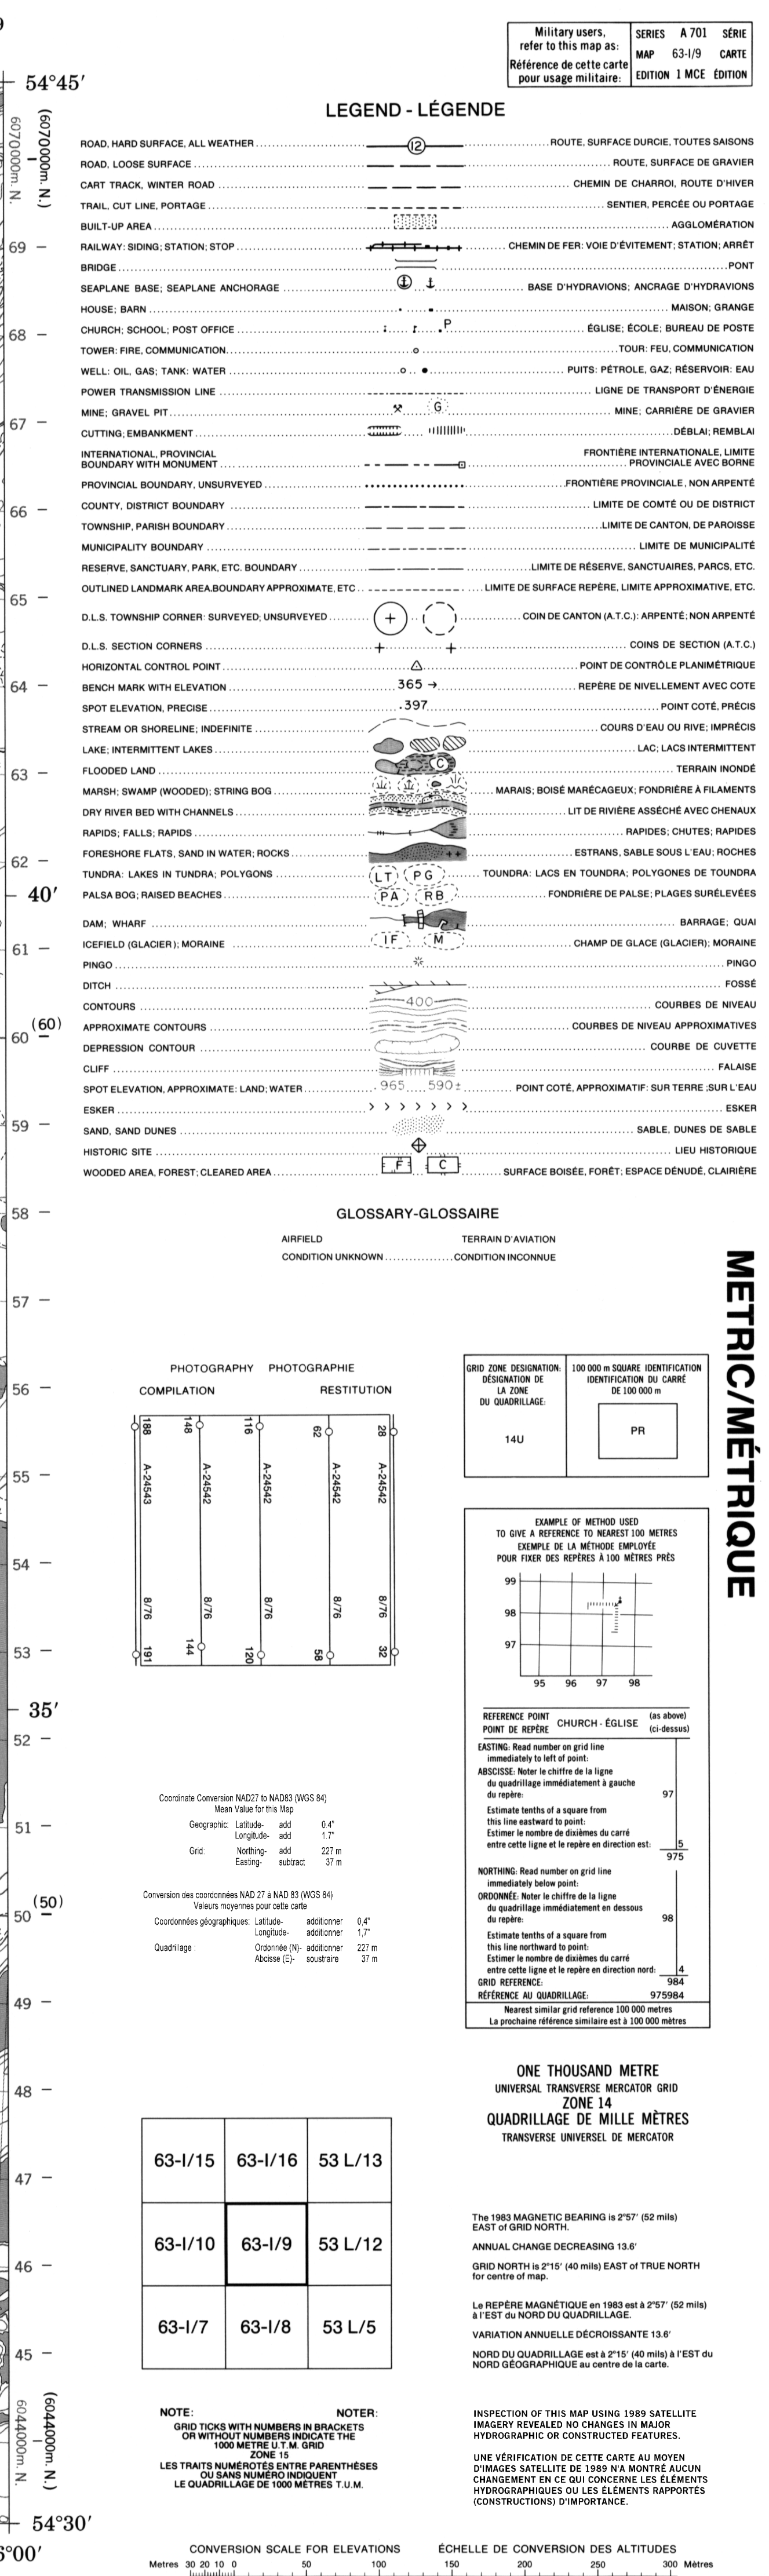 Military users,
refer to this map as:
Référence de cette carte
pour usage militaire:
SERIES A 701 SÉRIE
MAP 63-I/9 CARTE
EDITION 1 MCE ÉDITION
54°45′
(6070000m. N.)
6070000m. N.
LEGEND - LÉGENDE
ROAD, HARD SURFACE, ALL WEATHER 12 ROUTE, SURFACE DURCIE, TOUTES SAISONS
ROAD, LOOSE SURFACE ROUTE, SURFACE DE GRAVIER
CART TRACK, WINTER ROAD CHEMIN DE CHARROI, ROUTE D'HIVER
TRAIL, CUT LINE, PORTAGE SENTIER, PERCÉE OU PORTAGE
BUILT-UP AREA AGGLOMÉRATION
69
RAILWAY: SIDING; STATION; STOP CHEMIN DE FER: VOIE D'ÉVITEMENT; STATION; ARRÊT
BRIDGE PONT
SEAPLANE BASE; SEAPLANE ANCHORAGE BASE D'HYDRAVIONS; ANCRAGE D'HYDRAVIONS
HOUSE; BARN MAISON; GRANGE
68
CHURCH; SCHOOL; POST OFFICE P ÉGLISE; ÉCOLE; BUREAU DE POSTE
TOWER: FIRE, COMMUNICATION TOUR: FEU, COMMUNICATION
WELL: OIL, GAS; TANK: WATER PUITS: PÉTROLE, GAZ; RÉSERVOIR: EAU
POWER TRANSMISSION LINE LIGNE DE TRANSPORT D'ÉNERGIE
MINE; GRAVEL PIT G MINE; CARRIÈRE DE GRAVIER
67
CUTTING; EMBANKMENT DÉBLAI; REMBLAI
INTERNATIONAL, PROVINCIAL
BOUNDARY WITH MONUMENT
FRONTIÈRE INTERNATIONALE, LIMITE
PROVINCIALE AVEC BORNE
PROVINCIAL BOUNDARY, UNSURVEYED FRONTIÈRE PROVINCIALE, NON ARPENTÉ
COUNTY, DISTRICT BOUNDARY LIMITE DE COMTÉ OU DE DISTRICT
66
TOWNSHIP, PARISH BOUNDARY LIMITE DE CANTON, DE PAROISSE
MUNICIPALITY BOUNDARY LIMITE DE MUNICIPALITÉ
RESERVE, SANCTUARY, PARK, ETC. BOUNDARY LIMITE DE RÉSERVE, SANCTUAIRES, PARCS, ETC.
OUTLINED LANDMARK AREA,BOUNDARY APPROXIMATE, ETC LIMITE DE SURFACE REPÈRE, LIMITE APPROXIMATIVE, ETC.
65
D.L.S. TOWNSHIP CORNER: SURVEYED; UNSURVEYED COIN DE CANTON (A.T.C.): ARPENTÉ; NON ARPENTÉ
D.L.S. SECTION CORNERS COINS DE SECTION (A.T.C.)
HORIZONTAL CONTROL POINT POINT DE CONTRÔLE PLANIMÉTRIQUE
64
BENCH MARK WITH ELEVATION 365 → REPÈRE DE NIVELLEMENT AVEC COTE
SPOT ELEVATION, PRECISE .397 POINT COTÉ, PRÉCIS
STREAM OR SHORELINE; INDEFINITE COURS D'EAU OU RIVE; IMPRÉCIS
LAKE; INTERMITTENT LAKES LAC; LACS INTERMITTENT
63
FLOODED LAND C TERRAIN INONDÉ
MARSH; SWAMP (WOODED); STRING BOG MARAIS; BOISÉ MARÉCAGEUX; FONDRIÈRE À FILAMENTS
DRY RIVER BED WITH CHANNELS LIT DE RIVIÈRE ASSÉCHÉ AVEC CHENAUX
RAPIDS; FALLS; RAPIDS RAPIDES; CHUTES; RAPIDES
62
FORESHORE FLATS, SAND IN WATER; ROCKS ESTRANS, SABLE SOUS L'EAU; ROCHES
TUNDRA: LAKES IN TUNDRA; POLYGONS LT PG TOUNDRA: LACS EN TOUNDRA; POLYGONES DE TOUNDRA
40′
PALSA BOG; RAISED BEACHES PA RB FONDRIÈRE DE PALSE; PLAGES SURÉLEVÉES
DAM; WHARF BARRAGE; QUAI
61
ICEFIELD (GLACIER); MORAINE IF M CHAMP DE GLACE (GLACIER); MORAINE
PINGO PINGO
DITCH FOSSÉ
CONTOURS 400 COURBES DE NIVEAU
60 (60)
APPROXIMATE CONTOURS COURBES DE NIVEAU APPROXIMATIVES
DEPRESSION CONTOUR COURBE DE CUVETTE
CLIFF FALAISE
SPOT ELEVATION, APPROXIMATE: LAND; WATER .965 590± POINT COTÉ, APPROXIMATIF: SUR TERRE ;SUR L'EAU
ESKER ESKER
59
SAND, SAND DUNES SABLE, DUNES DE SABLE
HISTORIC SITE LIEU HISTORIQUE
WOODED AREA, FOREST; CLEARED AREA F C SURFACE BOISÉE, FORÊT; ESPACE DÉNUDÉ, CLAIRIÈRE
58
GLOSSARY-GLOSSAIRE
AIRFIELD TERRAIN D'AVIATION
CONDITION UNKNOWN CONDITION INCONNUE
57
METRIC/MÉTRIQUE
56
PHOTOGRAPHY PHOTOGRAPHIE
COMPILATION RESTITUTION
188 148 116 62 28
A-24543 A-24542 A-24542 A-24542 A-24542
8/76 8/76 8/76 8/76 8/76
191 144 120 58 32
GRID ZONE DESIGNATION:
DÉSIGNATION DE
LA ZONE
DU QUADRILLAGE:
14U
100 000 m SQUARE IDENTIFICATION
IDENTIFICATION DU CARRÉ
DE 100 000 m
PR
55
54
53
EXAMPLE OF METHOD USED
TO GIVE A REFERENCE TO NEAREST 100 METRES
EXEMPLE DE LA MÉTHODE EMPLOYÉE
POUR FIXER DES REPÈRES À 100 MÈTRES PRÈS
99
98
97
95 96 97 98
35′
52
REFERENCE POINT
POINT DE REPÈRE
CHURCH - ÉGLISE
(as above)
(ci-dessus)
EASTING: Read number on grid line
immediately to left of point:
ABSCISSE: Noter le chiffre de la ligne
du quadrillage immédiatement à gauche
du repère: 97
Estimate tenths of a square from
this line eastward to point:
Estimer le nombre de dixièmes du carré
entre cette ligne et le repère en direction est: 5
975
NORTHING: Read number on grid line
immediately below point:
ORDONNÉE: Noter le chiffre de la ligne
du quadrillage immédiatement en dessous
du repère: 98
Estimate tenths of a square from
this line northward to point:
Estimer le nombre de dixièmes du carré
entre cette ligne et le repère en direction nord: 4
GRID REFERENCE: 984
RÉFÉRENCE AU QUADRILLAGE: 975984
Nearest similar grid reference 100 000 metres
La prochaine référence similaire est à 100 000 mètres
Coordinate Conversion NAD27 to NAD83 (WGS 84)
Mean Value for this Map
Geographic: Latitude- add 0.4"
Longitude- add 1.7"
Grid: Northing- add 227 m
Easting- subtract 37 m
51
Conversion des coordonnées NAD 27 à NAD 83 (WGS 84)
Valeurs moyennes pour cette carte
Coordonnées géographiques: Latitude- additionner 0,4"
Longitude- additionner 1,7"
Quadrillage : Ordonnée (N)- additionner 227 m
Abcisse (E)- soustraire 37 m
50 (50)
49
48
ONE THOUSAND METRE
UNIVERSAL TRANSVERSE MERCATOR GRID
ZONE 14
QUADRILLAGE DE MILLE MÈTRES
TRANSVERSE UNIVERSEL DE MERCATOR
63-I/15 63-I/16 53 L/13
63-I/10 63-I/9 53 L/12
63-I/7 63-I/8 53 L/5
47
46
45
The 1983 MAGNETIC BEARING is 2°57′ (52 mils)
EAST of GRID NORTH.
ANNUAL CHANGE DECREASING 13.6′
GRID NORTH is 2°15′ (40 mils) EAST of TRUE NORTH
for centre of map.
Le REPÈRE MAGNÉTIQUE en 1983 est à 2°57′ (52 mils)
à l'EST du NORD DU QUADRILLAGE.
VARIATION ANNUELLE DÉCROISSANTE 13.6′
NORD DU QUADRILLAGE est à 2°15′ (40 mils) à l'EST du
NORD GÉOGRAPHIQUE au centre de la carte.
(6044000m. N.)
6044000m. N.
NOTE: NOTER:
GRID TICKS WITH NUMBERS IN BRACKETS
OR WITHOUT NUMBERS INDICATE THE
1000 METRE U.T.M. GRID
ZONE 15
LES TRAITS NUMÉROTÉS ENTRE PARENTHÈSES
OU SANS NUMÉRO INDIQUENT
LE QUADRILLAGE DE 1000 MÈTRES T.U.M.
INSPECTION OF THIS MAP USING 1989 SATELLITE
IMAGERY REVEALED NO CHANGES IN MAJOR
HYDROGRAPHIC OR CONSTRUCTED FEATURES.
UNE VÉRIFICATION DE CETTE CARTE AU MOYEN
D'IMAGES SATELLITE DE 1989 N'A MONTRÉ AUCUN
CHANGEMENT EN CE QUI CONCERNE LES ÉLÉMENTS
HYDROGRAPHIQUES OU LES ÉLÉMENTS RAPPORTÉS
(CONSTRUCTIONS) D'IMPORTANCE.
54°30′
6°00′
CONVERSION SCALE FOR ELEVATIONS ÉCHELLE DE CONVERSION DES ALTITUDES
Metres 30 20 10 0 50 100 150 200 250 300 Mètres